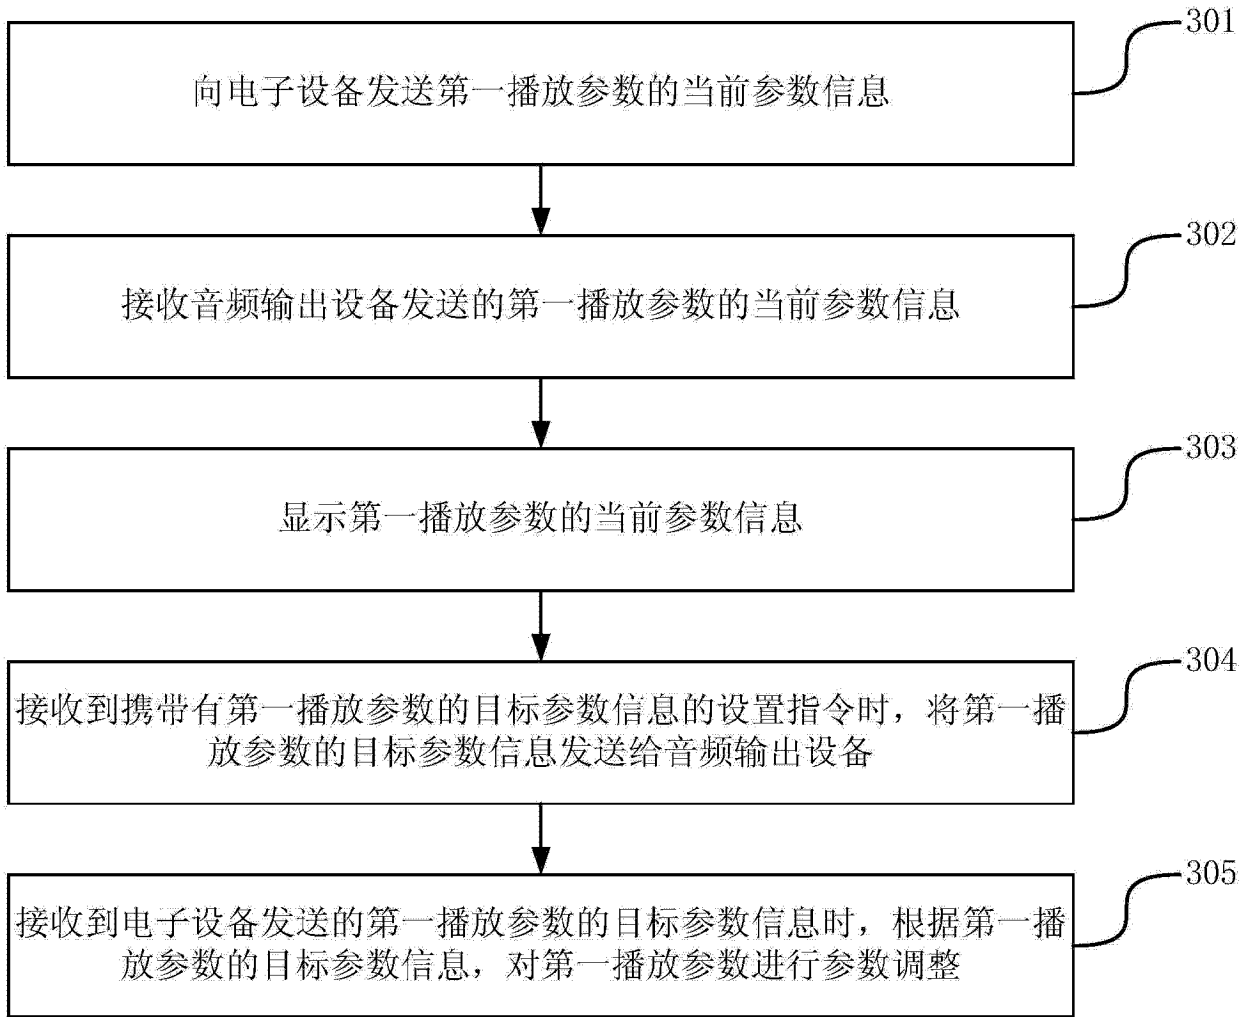 301
向电子设备发送第一播放参数的当前参数信息
302
接收音频输出设备发送的第一播放参数的当前参数信息
303
显示第一播放参数的当前参数信息
304
接收到携带有第一播放参数的目标参数信息的设置指令时，将第一播
放参数的目标参数信息发送给音频输出设备
305
接收到电子设备发送的第一播放参数的目标参数信息时，根据第一播
放参数的目标参数信息，对第一播放参数进行参数调整